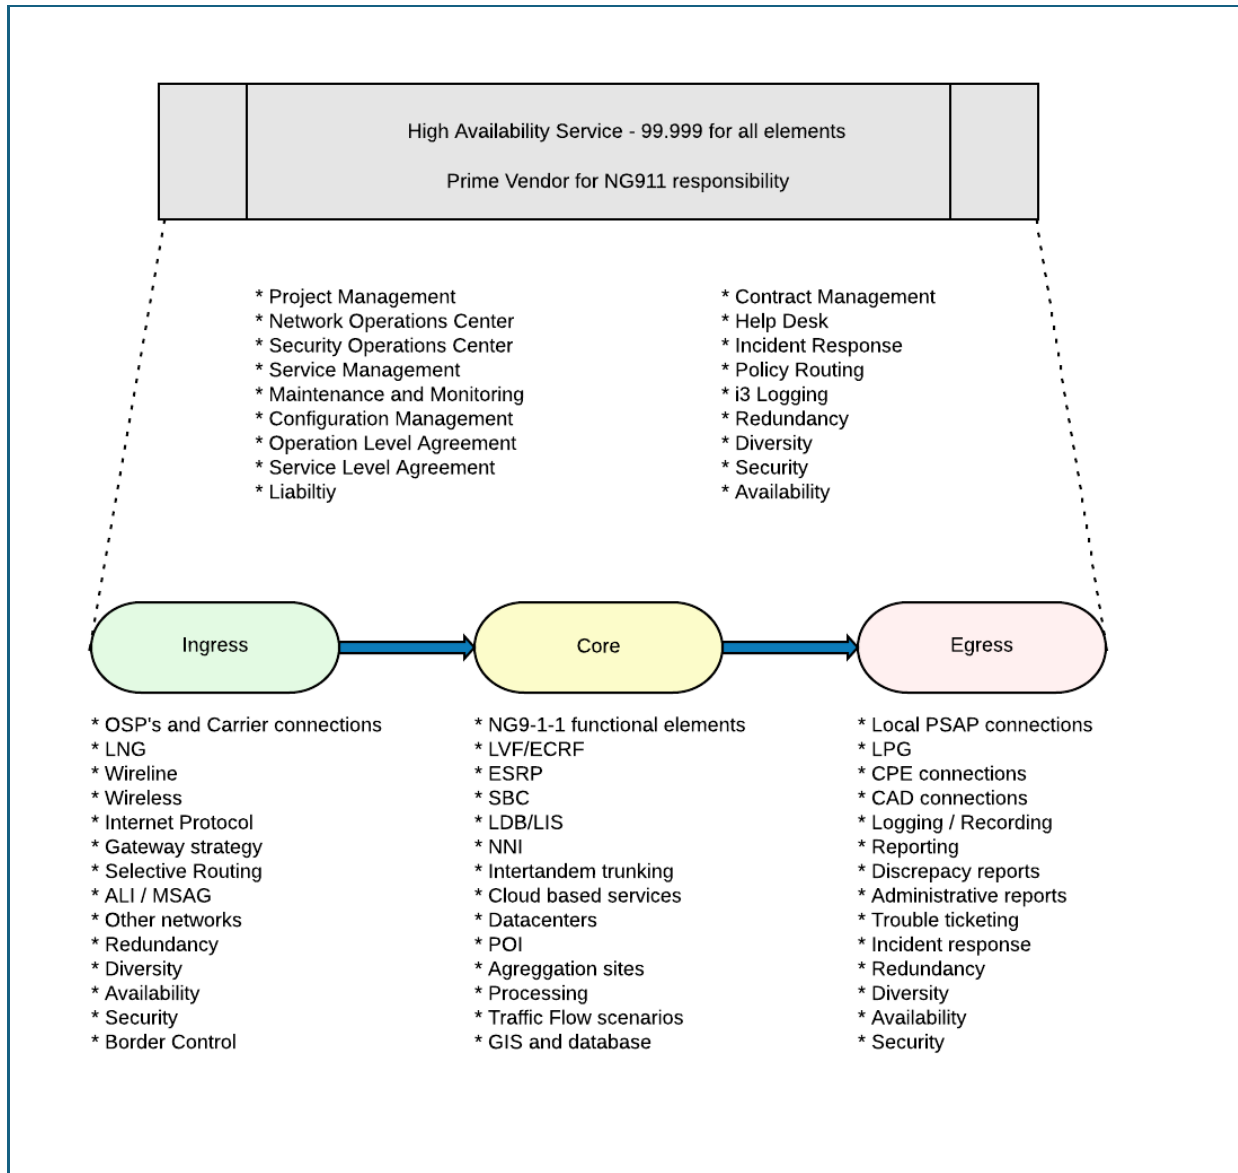 High Availability Service - 99.999 for all elements
Prime Vendor for NG911 responsibility
* Project Management
* Network Operations Center
* Security Operations Center
* Service Management
* Maintenance and Monitoring
* Configuration Management
* Operation Level Agreement
* Service Level Agreement
* Liabiltiy
* Contract Management
* Help Desk
* Incident Response
* Policy Routing
* i3 Logging
* Redundancy
* Diversity
* Security
* Availability
Ingress
* OSP's and Carrier connections
* LNG
* Wireline
* Wireless
* Internet Protocol
* Gateway strategy
* Selective Routing
* ALI / MSAG
* Other networks
* Redundancy
* Diversity
* Availability
* Security
* Border Control
Core
* NG9-1-1 functional elements
* LVF/ECRF
* ESRP
* SBC
* LDB/LIS
* NNI
* Intertandem trunking
* Cloud based services
* Datacenters
* POI
* Agreggation sites
* Processing
* Traffic Flow scenarios
* GIS and database
Egress
* Local PSAP connections
* LPG
* CPE connections
* CAD connections
* Logging / Recording
* Reporting
* Discrepacy reports
* Administrative reports
* Trouble ticketing
* Incident response
* Redundancy
* Diversity
* Availability
* Security